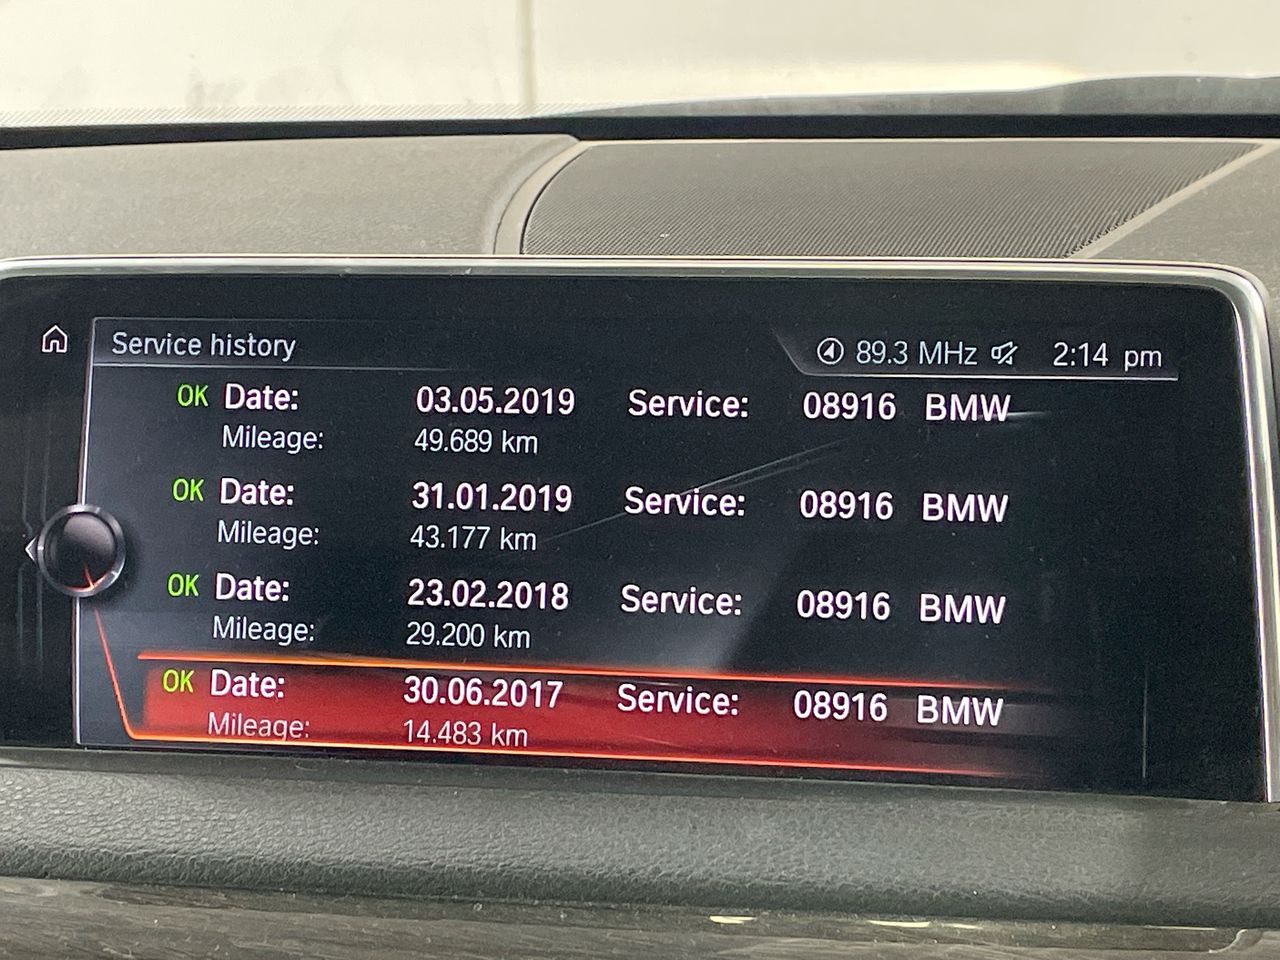 Service history 89.3 MHz 2:14 pm
OK Date: 03.05.2019 Service: 08916 BMW
Mileage: 49.689 km
OK Date: 31.01.2019 Service: 08916 BMW
Mileage: 43.177 km
OK Date: 23.02.2018 Service: 08916 BMW
Mileage: 29.200 km
OK Date: 30.06.2017 Service: 08916 BMW
Mileage: 14.483 km